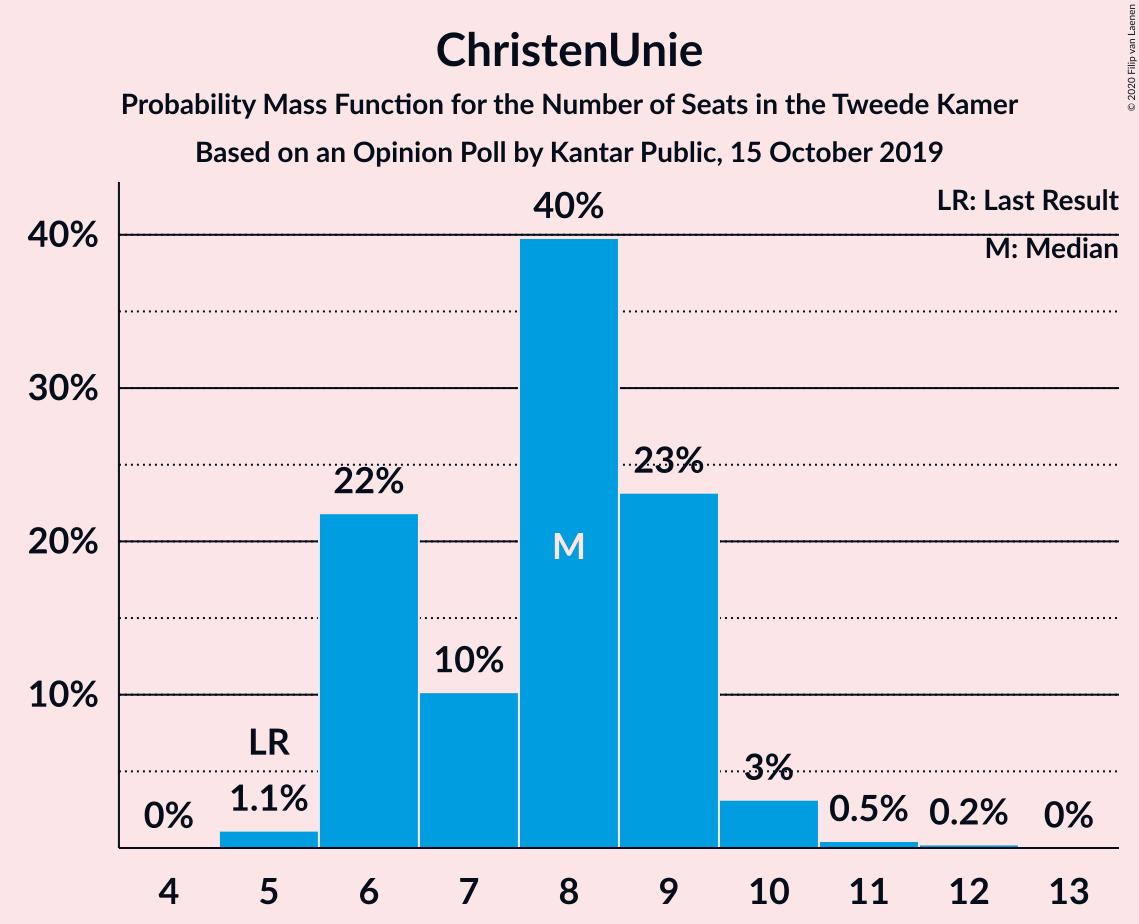 ChristenUnie
Probability Mass Function for the Number of Seats in the Tweede Kamer
Based on an Opinion Poll by Kantar Public, 15 October 2019
© 2020 Filip van Laenen
LR: Last Result
M: Median
40%
30%
20%
10%
0%
LR
1.1%
22%
10%
40%
M
23%
3%
0.5%
0.2%
0%
4 5 6 7 8 9 10 11 12 13